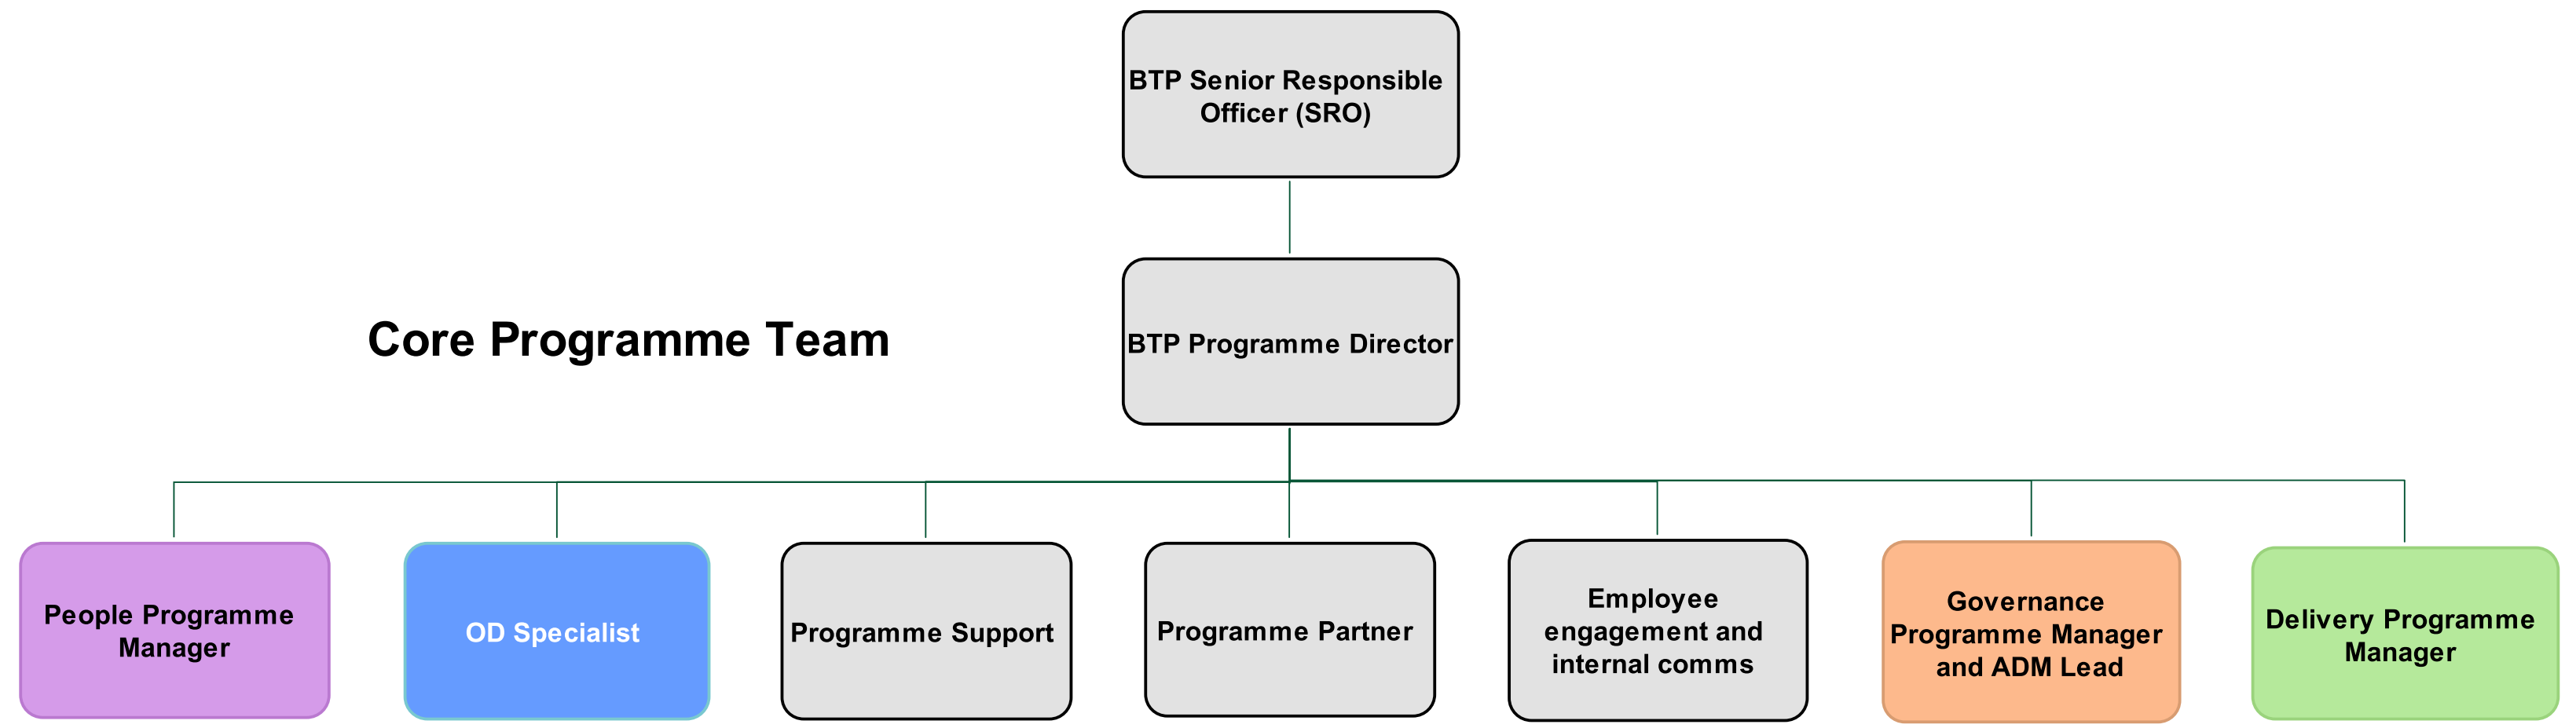 BTP Senior Responsible
Officer (SRO)
Core Programme Team
BTP Programme Director
People Programme
Manager
OD Specialist
Programme Support
Programme Partner
Employee
engagement and
internal comms
Governance
Programme Manager
and ADM Lead
Delivery Programme
Manager